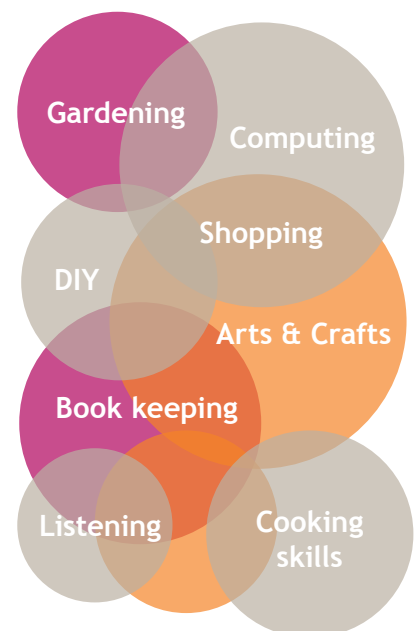 Gardening
Computing
Shopping
DIY
Arts & Crafts
Book keeping
Listening
Cooking
skills